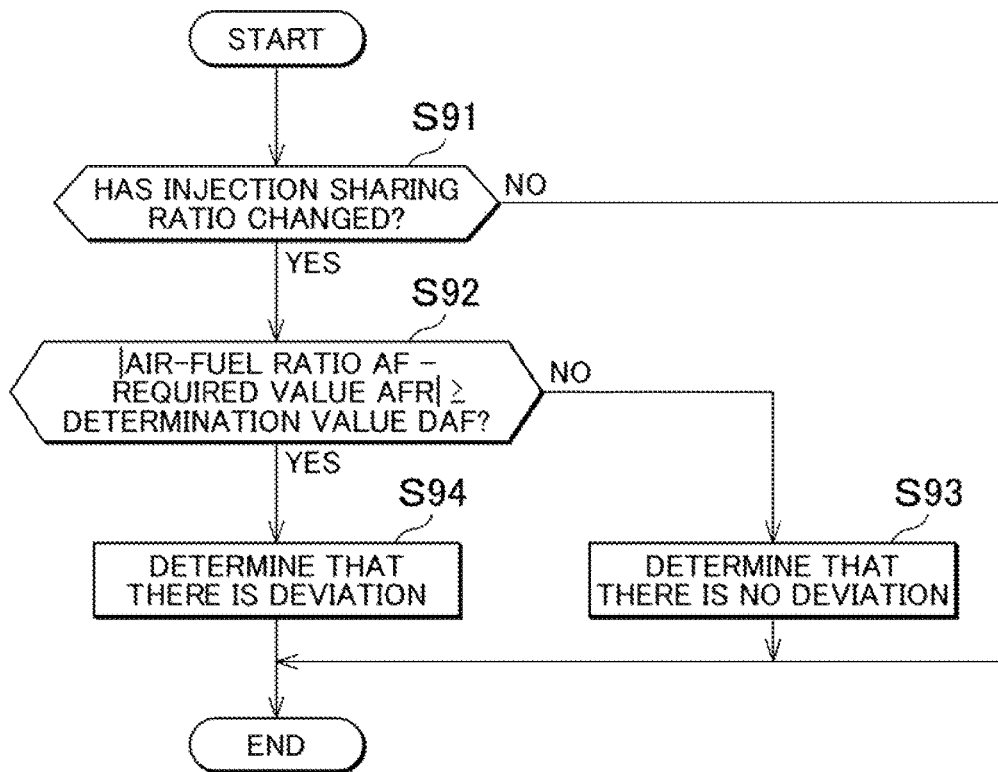 START
S91
HAS INJECTION SHARING
RATIO CHANGED?
NO
YES
S92
|AIR-FUEL RATIO AF –
REQUIRED VALUE AFR| ≥
DETERMINATION VALUE DAF?
NO
YES
S94
DETERMINE THAT
THERE IS DEVIATION
S93
DETERMINE THAT
THERE IS NO DEVIATION
END